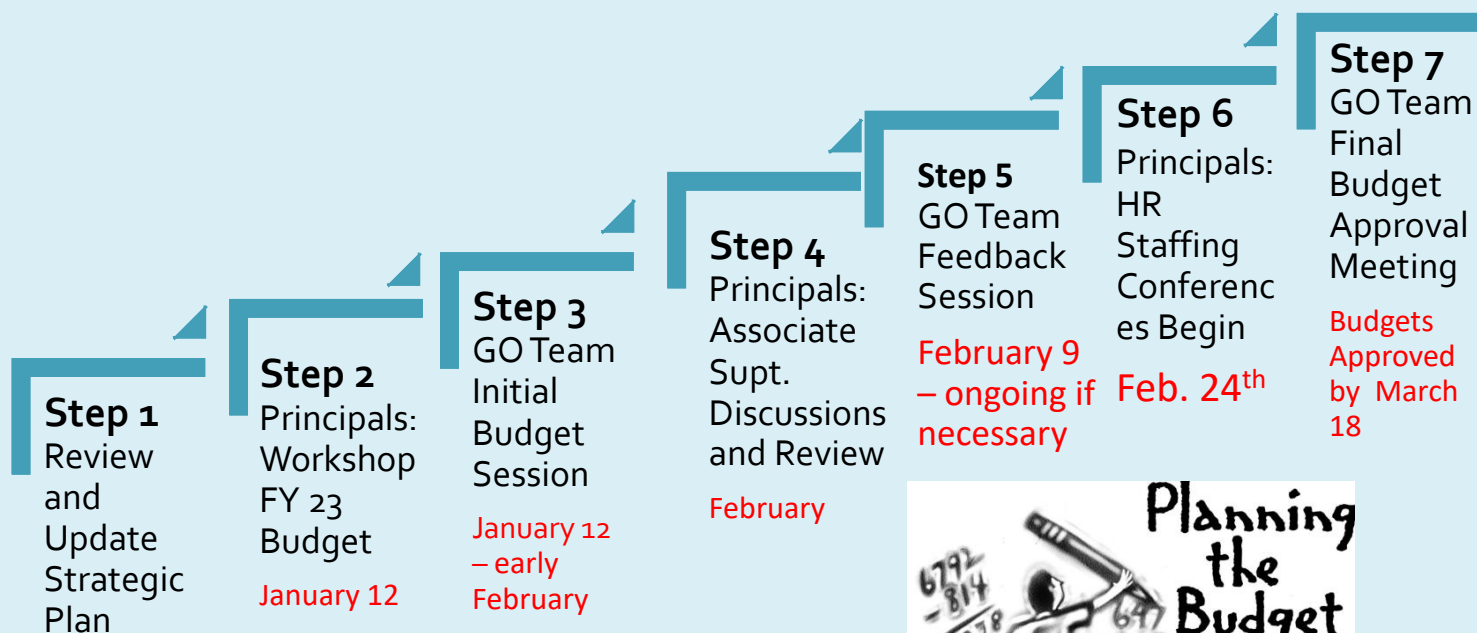 Step 1
Review
and
Update
Strategic
Plan
Step 2
Principals:
Workshop
FY 23
Budget
January 12
Step 3
GO Team
Initial
Budget
Session
January 12
– early
February
Step 4
Principals:
Associate
Supt.
Discussions
and Review
February
Step 5
GO Team
Feedback
Session
February 9
– ongoing if
necessary
Step 6
Principals:
HR
Staffing
Conferenc
es Begin
Feb. 24th
Step 7
GO Team
Final
Budget
Approval
Meeting
Budgets
Approved
by March
18
Planning
the
Budget
6792
-814